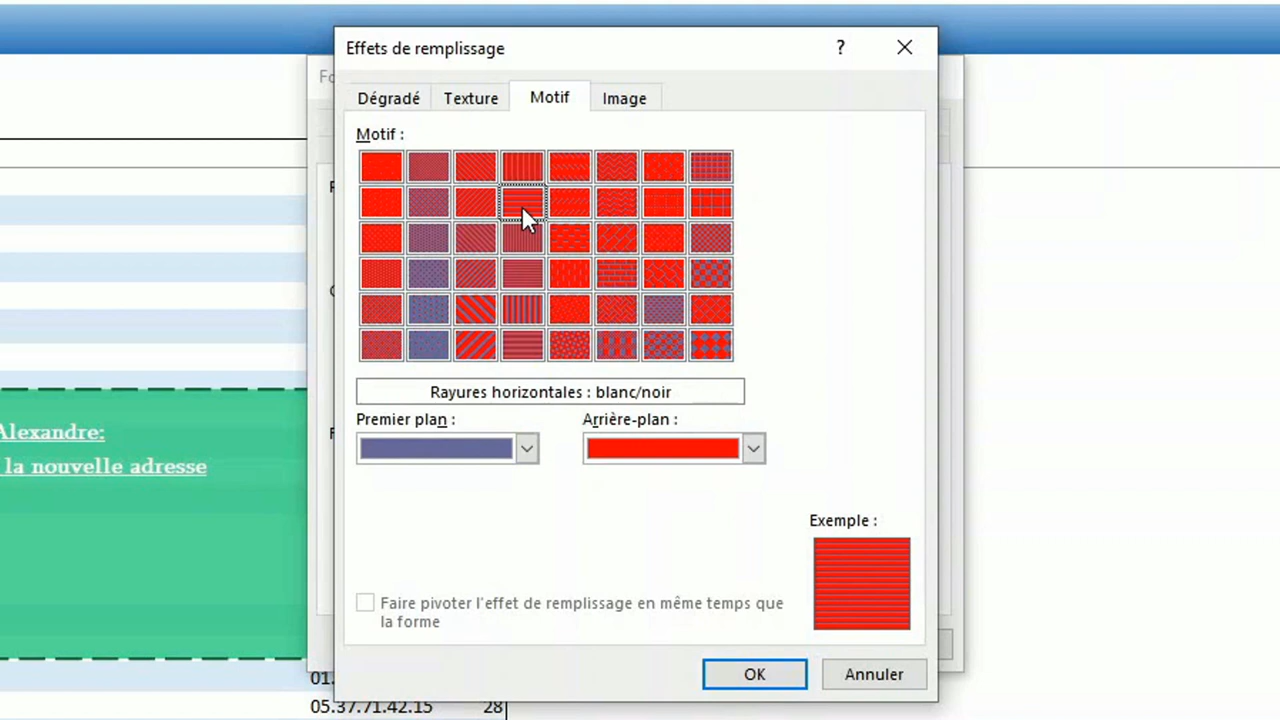 Effets de remplissage
?
Fo
Dégradé
Texture
Motif
Image
Motif :
Rayures horizontales : blanc/noir
Premier plan :
Arrière-plan :
Alexandre:
la nouvelle adresse
Exemple :
Faire pivoter l'effet de remplissage en même temps que
la forme
OK
Annuler
01.
05.37.71.42.15
28